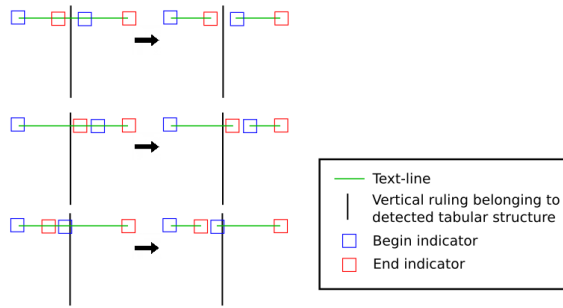 Text-line
Vertical ruling belonging to
detected tabular structure
Begin indicator
End indicator